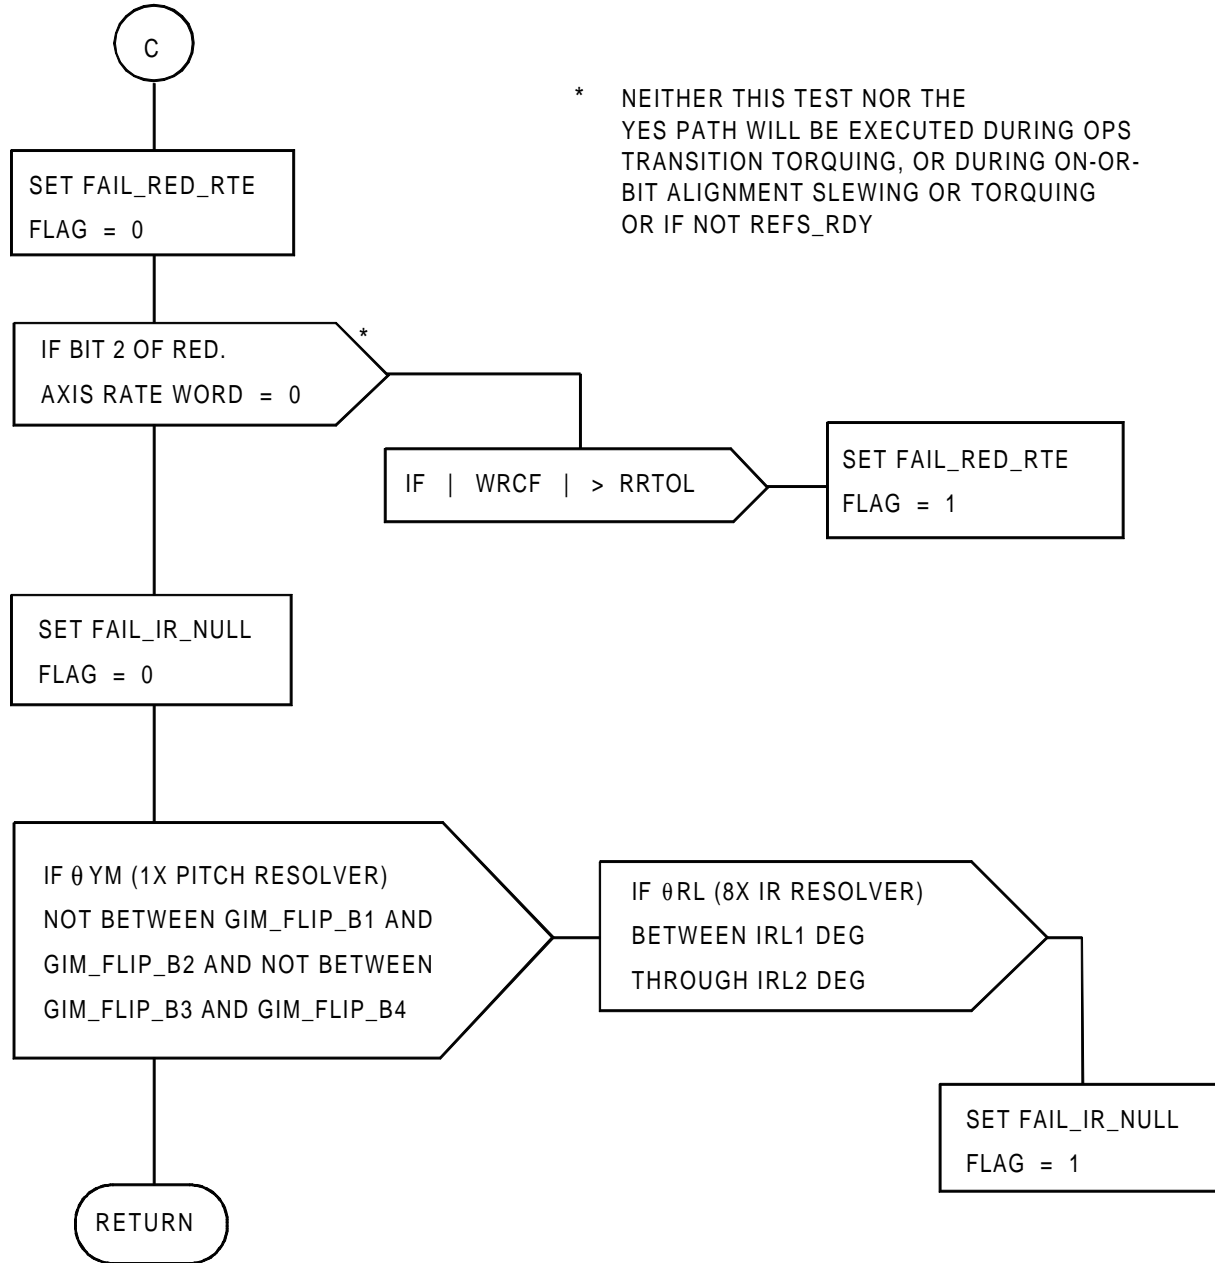 C
* NEITHER THIS TEST NOR THE
YES PATH WILL BE EXECUTED DURING OPS
TRANSITION TORQUING, OR DURING ON-OR-
BIT ALIGNMENT SLEWING OR TORQUING
OR IF NOT REFS_RDY
SET FAIL_RED_RTE
FLAG = 0
*
IF BIT 2 OF RED.
AXIS RATE WORD = 0
IF | WRCF | > RRTOL
SET FAIL_RED_RTE
FLAG = 1
SET FAIL_IR_NULL
FLAG = 0
IF θ YM (1X PITCH RESOLVER)
NOT BETWEEN GIM_FLIP_B1 AND
GIM_FLIP_B2 AND NOT BETWEEN
GIM_FLIP_B3 AND GIM_FLIP_B4
IF θRL (8X IR RESOLVER)
BETWEEN IRL1 DEG
THROUGH IRL2 DEG
SET FAIL_IR_NULL
FLAG = 1
RETURN